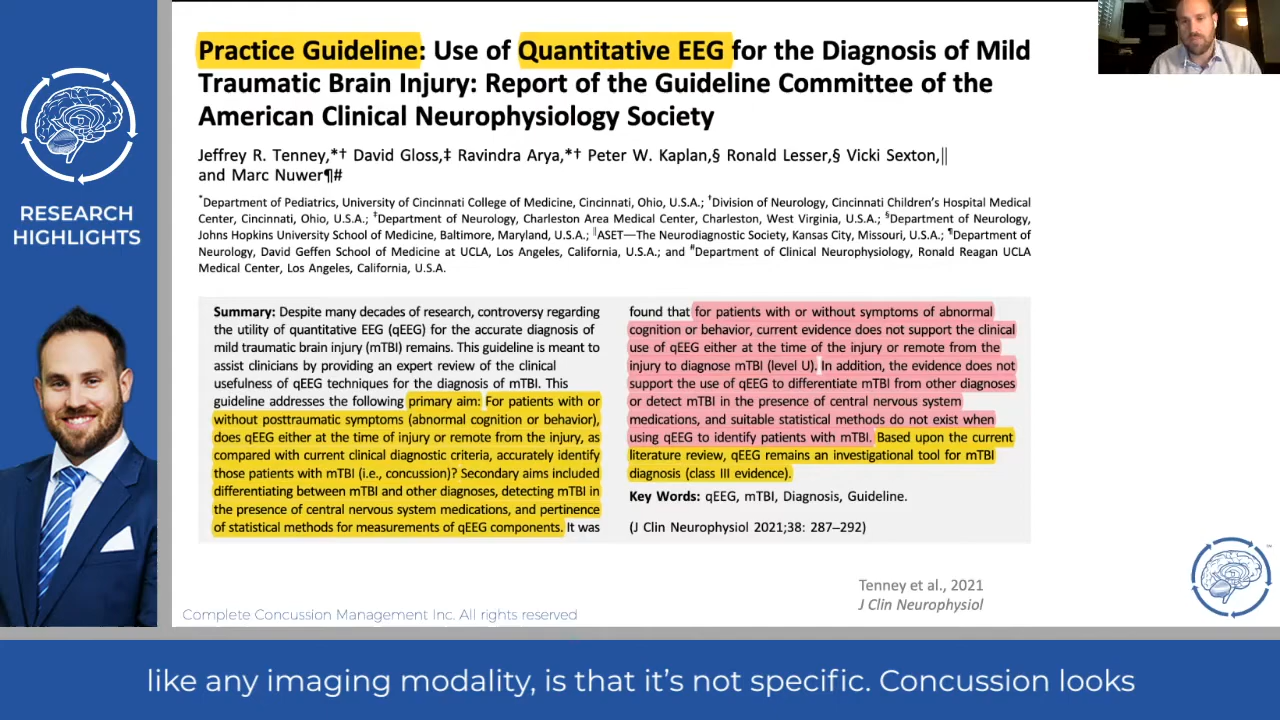 RESEARCH
HIGHLIGHTS
Practice Guideline: Use of Quantitative EEG for the Diagnosis of Mild
Traumatic Brain Injury: Report of the Guideline Committee of the
American Clinical Neurophysiology Society
Jeffrey R. Tenney,*† David Gloss,‡ Ravindra Arya,*† Peter W. Kaplan,§ Ronald Lesser,§ Vicki Sexton,‖
and Marc Nuwer¶#
*Department of Pediatrics, University of Cincinnati College of Medicine, Cincinnati, Ohio, U.S.A.; †Division of Neurology, Cincinnati Children's Hospital Medical
Center, Cincinnati, Ohio, U.S.A.; ‡Department of Neurology, Charleston Area Medical Center, Charleston, West Virginia, U.S.A.; §Department of Neurology,
Johns Hopkins University School of Medicine, Baltimore, Maryland, U.S.A.; ‖ASET—The Neurodiagnostic Society, Kansas City, Missouri, U.S.A.; ¶Department of
Neurology, David Geffen School of Medicine at UCLA, Los Angeles, California, U.S.A.; and #Department of Clinical Neurophysiology, Ronald Reagan UCLA
Medical Center, Los Angeles, California, U.S.A.
Summary: Despite many decades of research, controversy regarding
the utility of quantitative EEG (qEEG) for the accurate diagnosis of
mild traumatic brain injury (mTBI) remains. This guideline is meant to
assist clinicians by providing an expert review of the clinical
usefulness of qEEG techniques for the diagnosis of mTBI. This
guideline addresses the following primary aim: For patients with or
without posttraumatic symptoms (abnormal cognition or behavior),
does qEEG either at the time of injury or remote from the injury, as
compared with current clinical diagnostic criteria, accurately identify
those patients with mTBI (i.e., concussion)? Secondary aims included
differentiating between mTBI and other diagnoses, detecting mTBI in
the presence of central nervous system medications, and pertinence
of statistical methods for measurements of qEEG components. It was
found that for patients with or without symptoms of abnormal
cognition or behavior, current evidence does not support the clinical
use of qEEG either at the time of the injury or remote from the
injury to diagnose mTBI (level U). In addition, the evidence does not
support the use of qEEG to differentiate mTBI from other diagnoses
or detect mTBI in the presence of central nervous system
medications, and suitable statistical methods do not exist when
using qEEG to identify patients with mTBI. Based upon the current
literature review, qEEG remains an investigational tool for mTBI
diagnosis (class III evidence).
Key Words: qEEG, mTBI, Diagnosis, Guideline.
(J Clin Neurophysiol 2021;38: 287–292)
Tenney et al., 2021
J Clin Neurophysiol
Complete Concussion Management Inc. All rights reserved
TM
like any imaging modality, is that it's not specific. Concussion looks